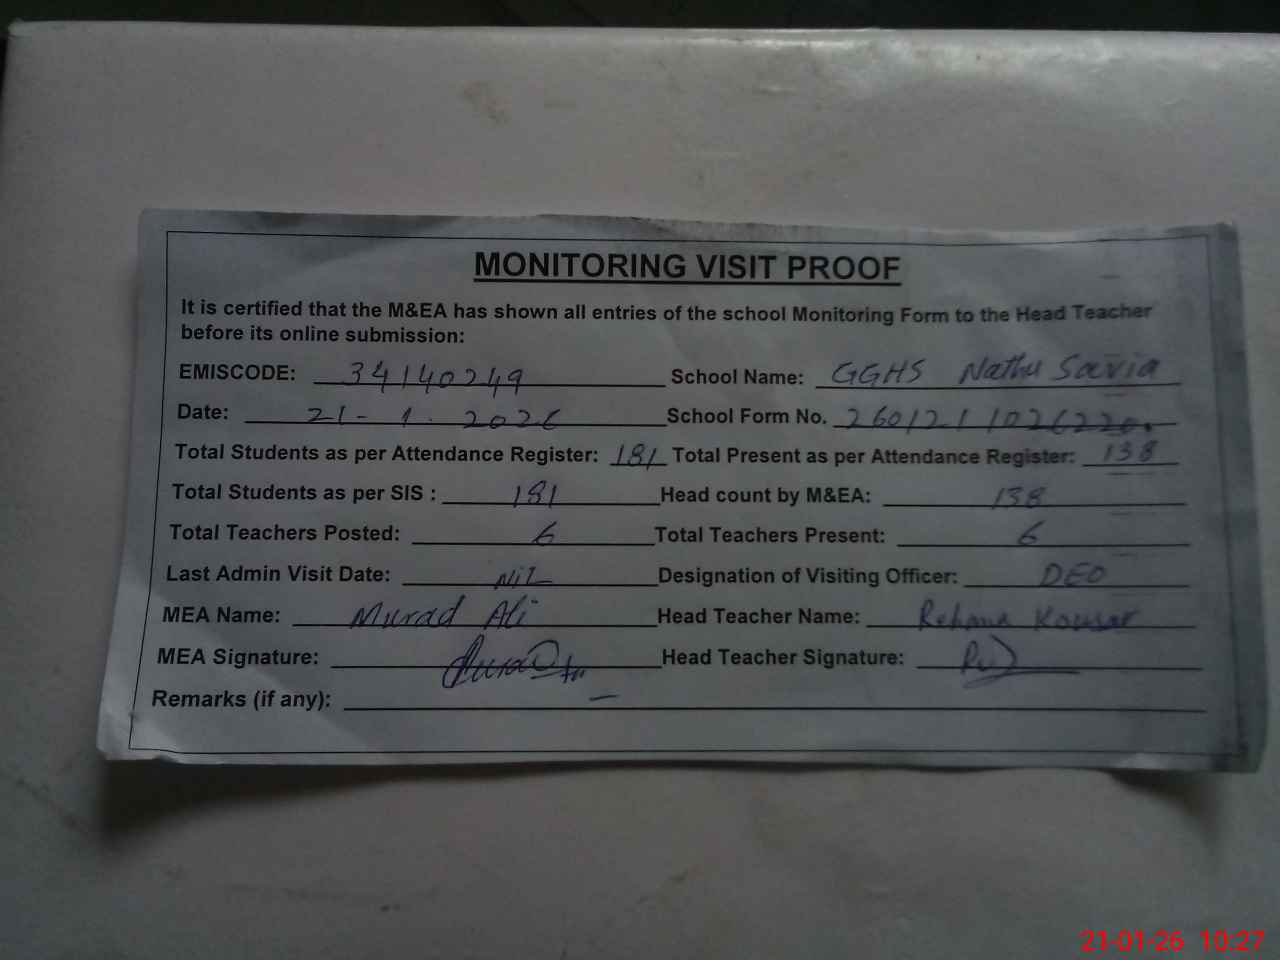 MONITORING VISIT PROOF
It is certified that the M&EA has shown all entries of the school Monitoring Form to the Head Teacher
before its online submission:
EMISCODE: 34140249 School Name: GGHS Nathu Saivia
Date: 21-1.2026 School Form No. 2601211026220.
Total Students as per Attendance Register: 181 Total Present as per Attendance Register: 138
Total Students as per SIS : 181 Head count by M&EA: 138
Total Teachers Posted: 6 Total Teachers Present: 6
Last Admin Visit Date: Nil Designation of Visiting Officer: DEO
MEA Name: Murad Ali Head Teacher Name: Rehana Kousar
MEA Signature: Head Teacher Signature:
Remarks (if any): —
21-01-26 10:27